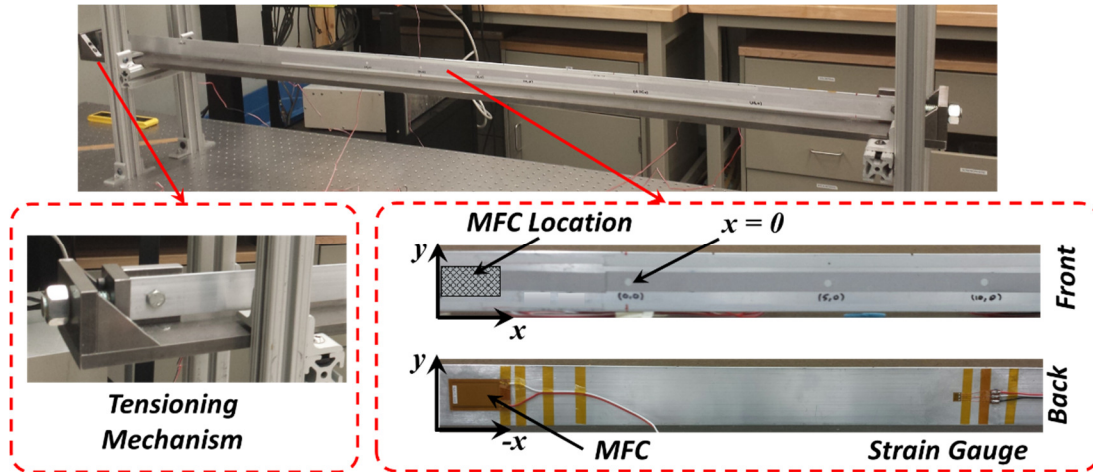 MFC Location
x = 0
y
x
(0,0)
(5,0)
(10,0)
Front
Tensioning
Mechanism
y
-x
MFC
Strain Gauge
Back